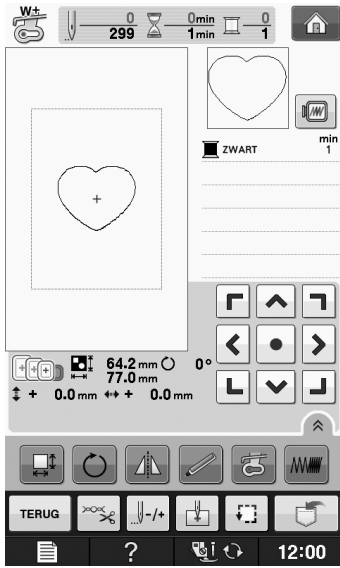 W+
0 0min 0
299 1min 1
min
ZWART 1
64.2 mm 0°
77.0 mm
+ 0.0 mm + 0.0 mm
TERUG -/+
? 12:00